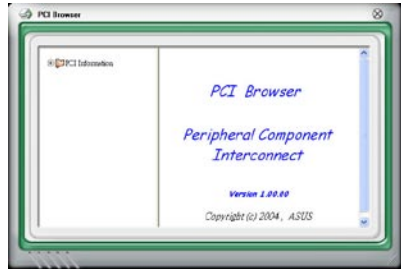 PCI Browser
PCI Information
PCI Browser
Peripheral Component
Interconnect
Version 1.00.00
Copyright (c) 2004, ASUS